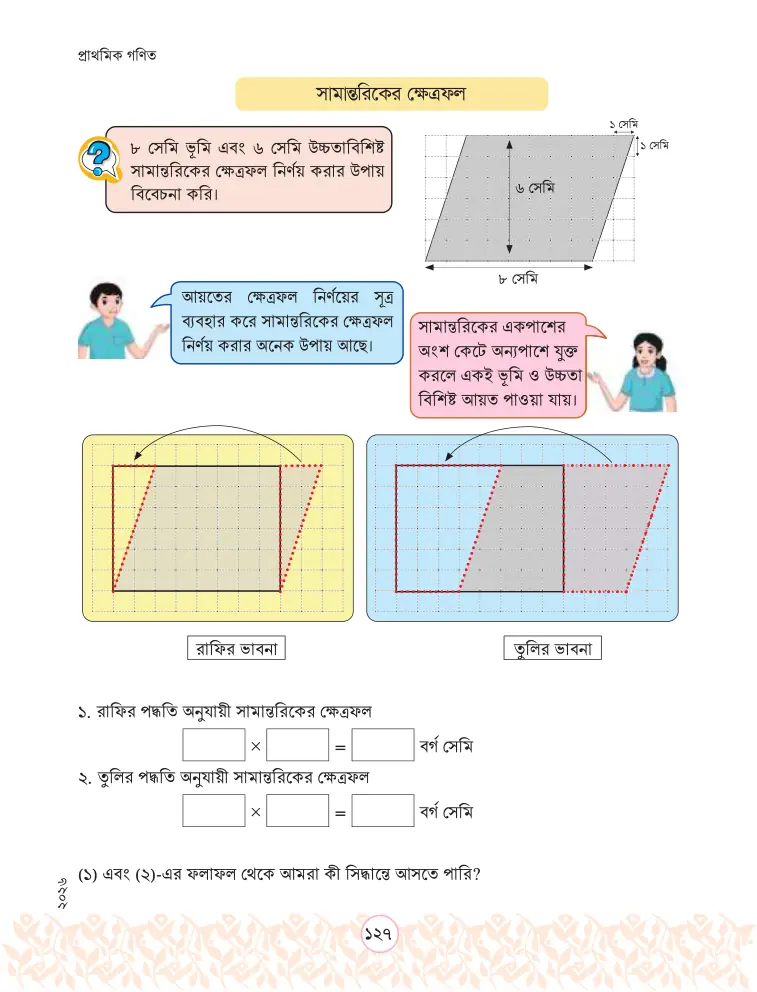 প্রাথমিক গণিত
সামান্তরিকের ক্ষেত্রফল
৮ সেমি ভূমি এবং ৬ সেমি উচ্চতাবিশিষ্ট
সামান্তরিকের ক্ষেত্রফল নির্ণয় করার উপায়
বিবেচনা করি।
১ সেমি
১ সেমি
৬ সেমি
৮ সেমি
আয়তের ক্ষেত্রফল নির্ণয়ের সূত্র
ব্যবহার করে সামান্তরিকের ক্ষেত্রফল
নির্ণয় করার অনেক উপায় আছে।
সামান্তরিকের একপাশের
অংশ কেটে অন্যপাশে যুক্ত
করলে একই ভূমি ও উচ্চতা
বিশিষ্ট আয়ত পাওয়া যায়।
রাফির ভাবনা
তুলির ভাবনা
১. রাফির পদ্ধতি অনুযায়ী সামান্তরিকের ক্ষেত্রফল
× = বর্গ সেমি
২. তুলির পদ্ধতি অনুযায়ী সামান্তরিকের ক্ষেত্রফল
× = বর্গ সেমি
(১) এবং (২)-এর ফলাফল থেকে আমরা কী সিদ্ধান্তে আসতে পারি?
২০২৬
১২৭